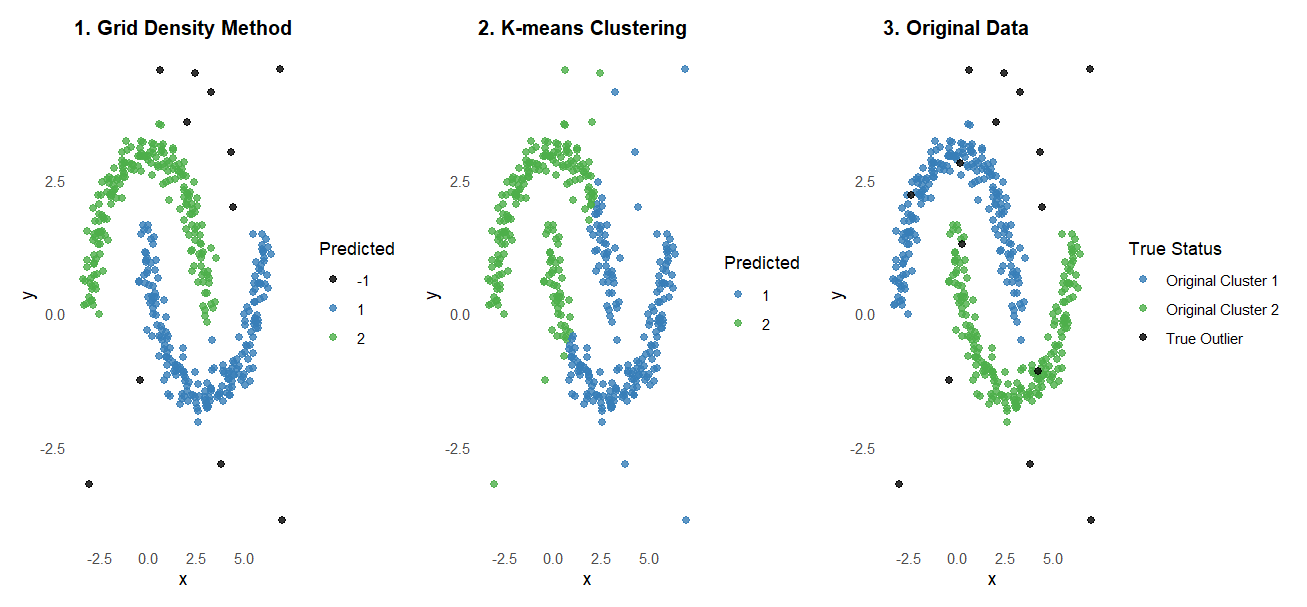 1. Grid Density Method
2.5
0.0
-2.5
y
-2.5 0.0 2.5 5.0
x
Predicted
-1
1
2
2. K-means Clustering
2.5
0.0
-2.5
y
-2.5 0.0 2.5 5.0
x
Predicted
1
2
3. Original Data
2.5
0.0
-2.5
y
-2.5 0.0 2.5 5.0
x
True Status
Original Cluster 1
Original Cluster 2
True Outlier